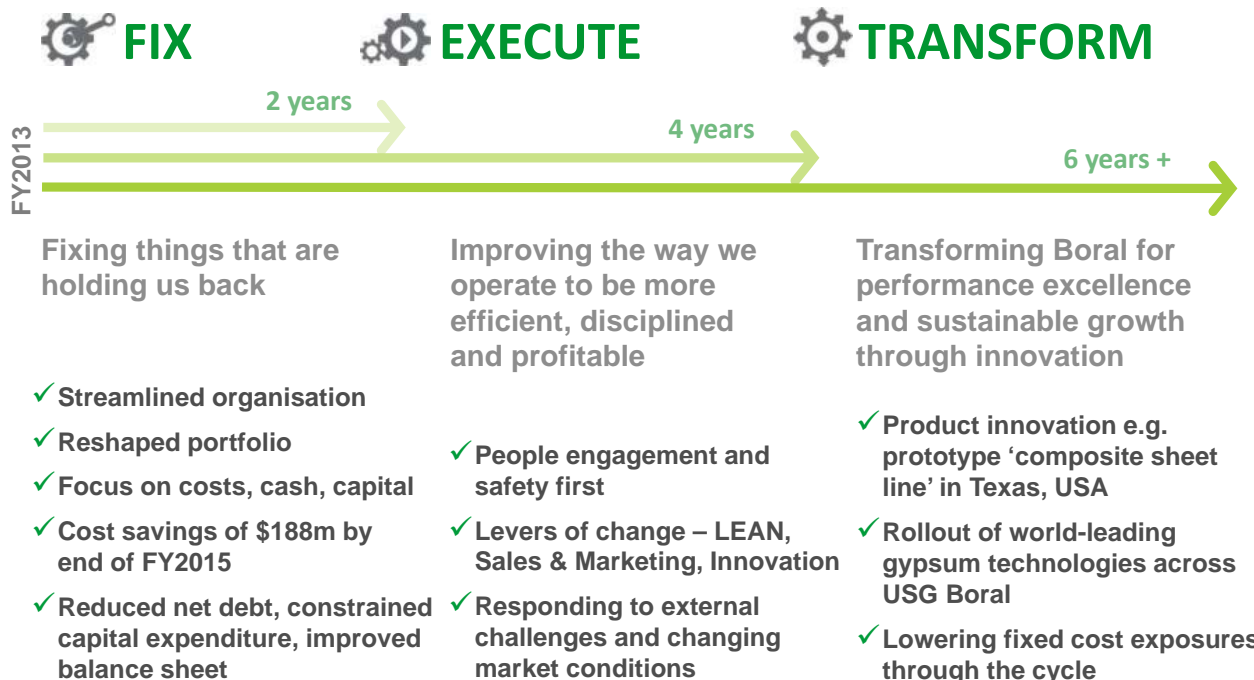 FIX
EXECUTE
TRANSFORM
2 years
4 years
6 years +
FY2013
Fixing things that are
holding us back
✓ Streamlined organisation
✓ Reshaped portfolio
✓ Focus on costs, cash, capital
✓ Cost savings of $188m by
end of FY2015
✓ Reduced net debt, constrained
capital expenditure, improved
balance sheet
Improving the way we
operate to be more
efficient, disciplined
and profitable
✓ People engagement and
safety first
✓ Levers of change – LEAN,
Sales & Marketing, Innovation
✓ Responding to external
challenges and changing
market conditions
Transforming Boral for
performance excellence
and sustainable growth
through innovation
✓ Product innovation e.g.
prototype ‘composite sheet
line’ in Texas, USA
✓ Rollout of world-leading
gypsum technologies across
USG Boral
✓ Lowering fixed cost exposures
through the cycle